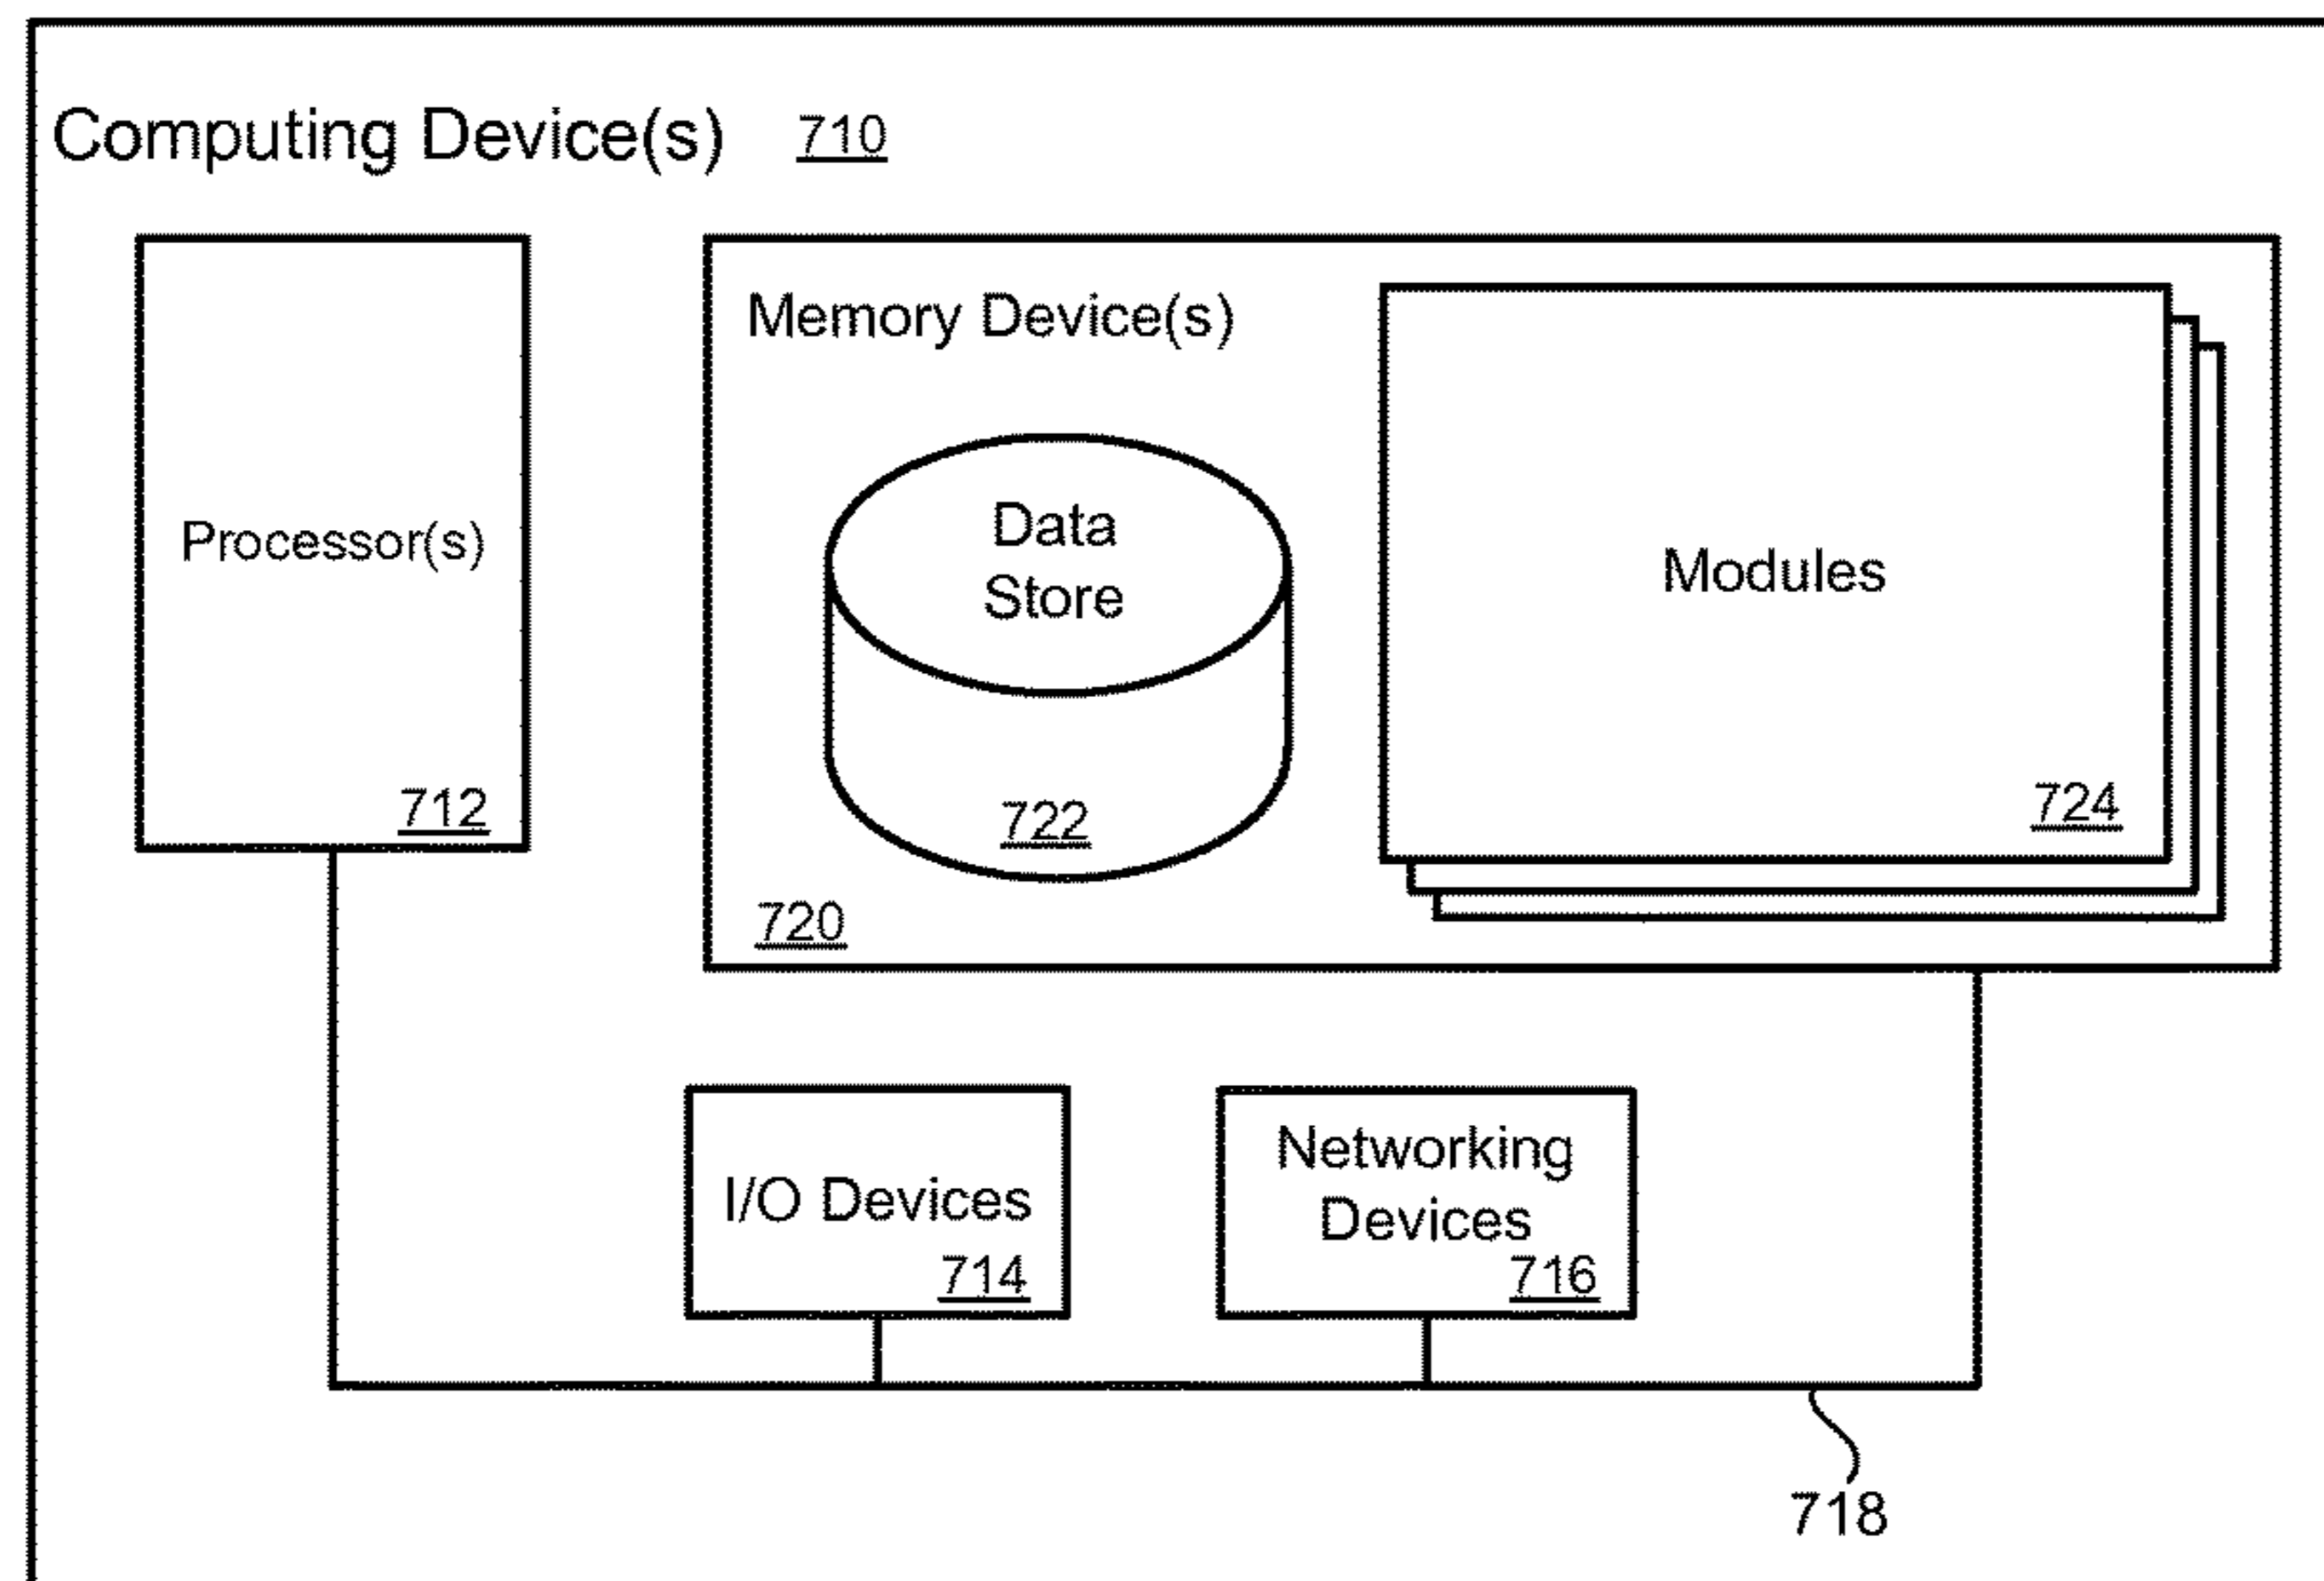 Computing Device(s) 710
Processor(s)
712
Memory Device(s)
Data
Store
722
720
Modules
724
I/O Devices
714
Networking
Devices
716
718